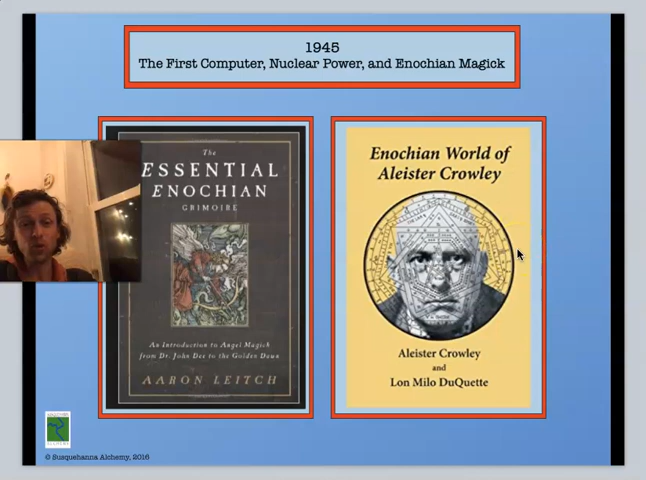 1945
The First Computer, Nuclear Power, and Enochian Magick
The
ESSENTIAL
ENOCHIAN
GRIMOIRE
An Introduction to Angel Magick
from Dr. John Dee to the Golden Dawn
AARON LEITCH
Enochian World of
Aleister Crowley
Aleister Crowley
and
Lon Milo DuQuette
© Susquehanna Alchemy, 2016